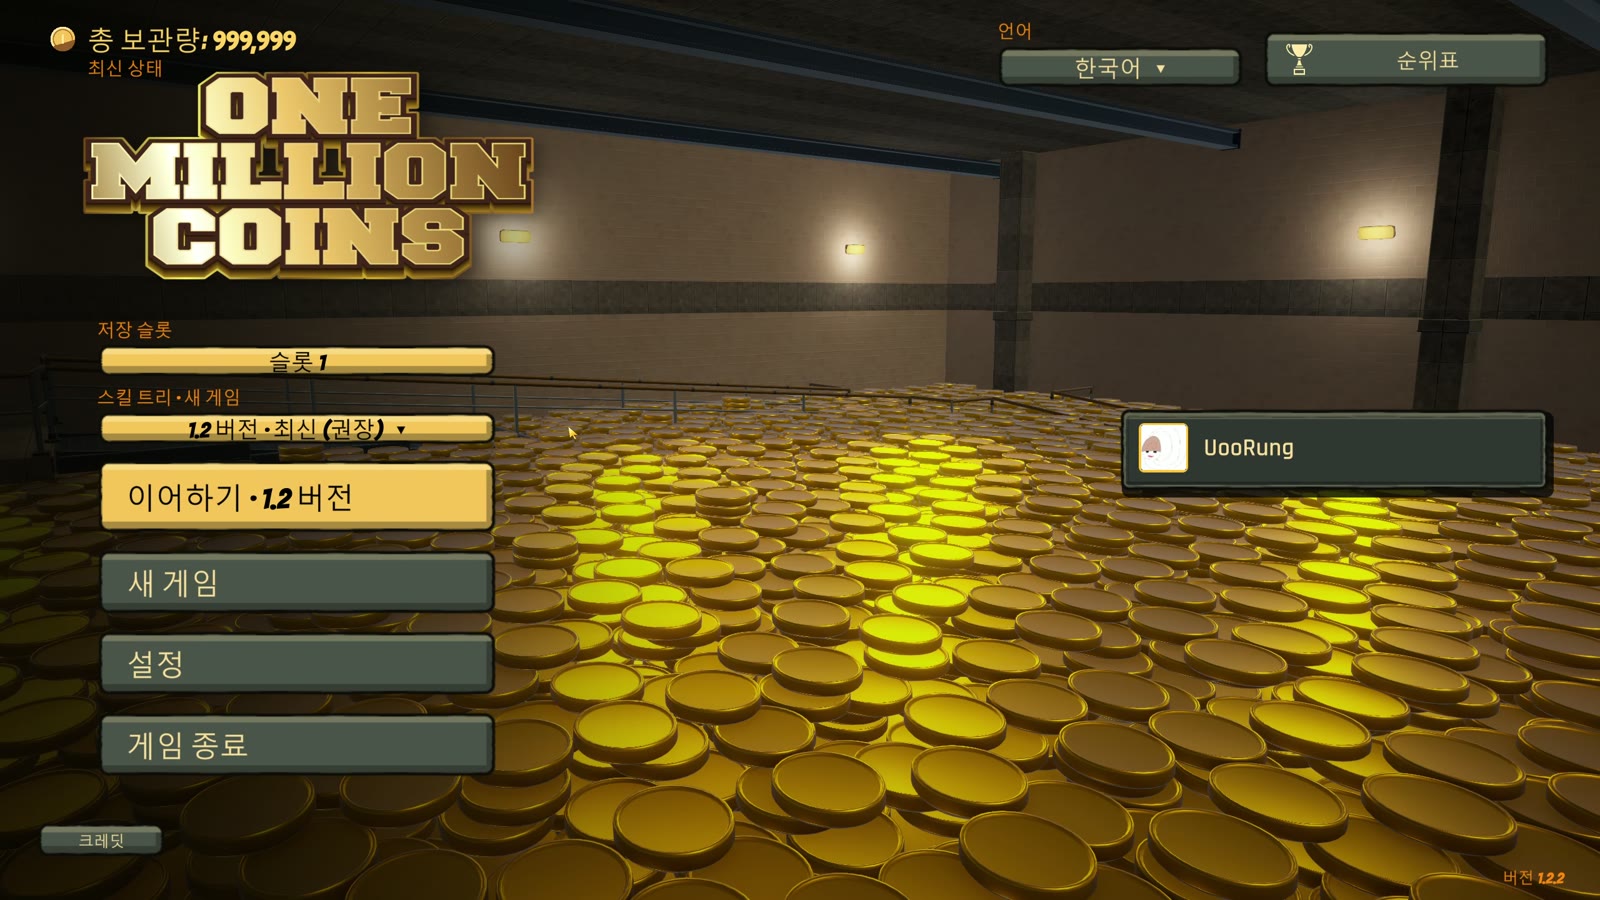 총 보관량: 999,999
최신 상태
언어
한국어 ▼
순위표
ONE
MILLION
COINS
저장 슬롯
슬롯 1
스킬 트리 • 새 게임
1.2 버전 • 최신 (권장) ▼
이어하기 • 1.2 버전
UooRung
새 게임
설정
게임 종료
크레딧
버전 1.2.2